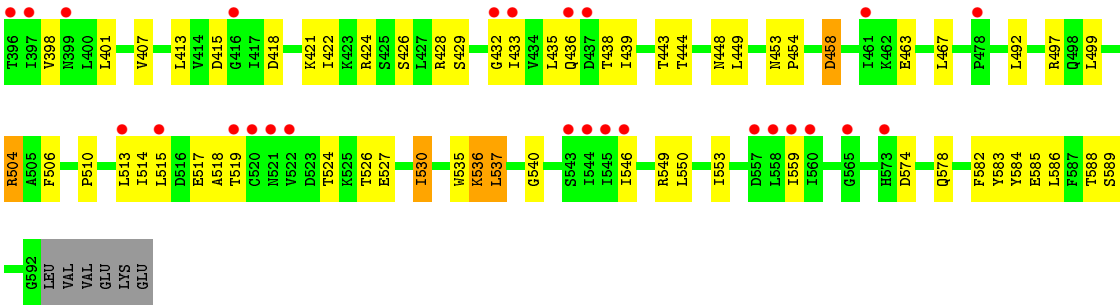 T396 I397 V398 N399 L400 L401 V407 L413 V414 D415 G416 I417 D418 K421 I422 K423 R424 S425 S426 L427 R428 S429 G432 I433 V434 L435 Q436 D437 T438 I439 T443 T444 N448 L449 N453 P454 D458 I461 K462 E463 L467 P478 L492 R497 Q498 L499
R504 A505 F506 P510 L513 I514 L515 D516 E517 A518 T519 C520 N521 V522 D523 T524 K525 T526 E527 I530 W535 K536 L537 G540 S543 I544 I545 I546 R549 L550 I553 D557 L558 I559 I560 G565 H573 D574 Q578 F582 Y583 Y584 E585 L586 F587 T588 S589
G592 LEU VAL VAL GLU LYS GLU